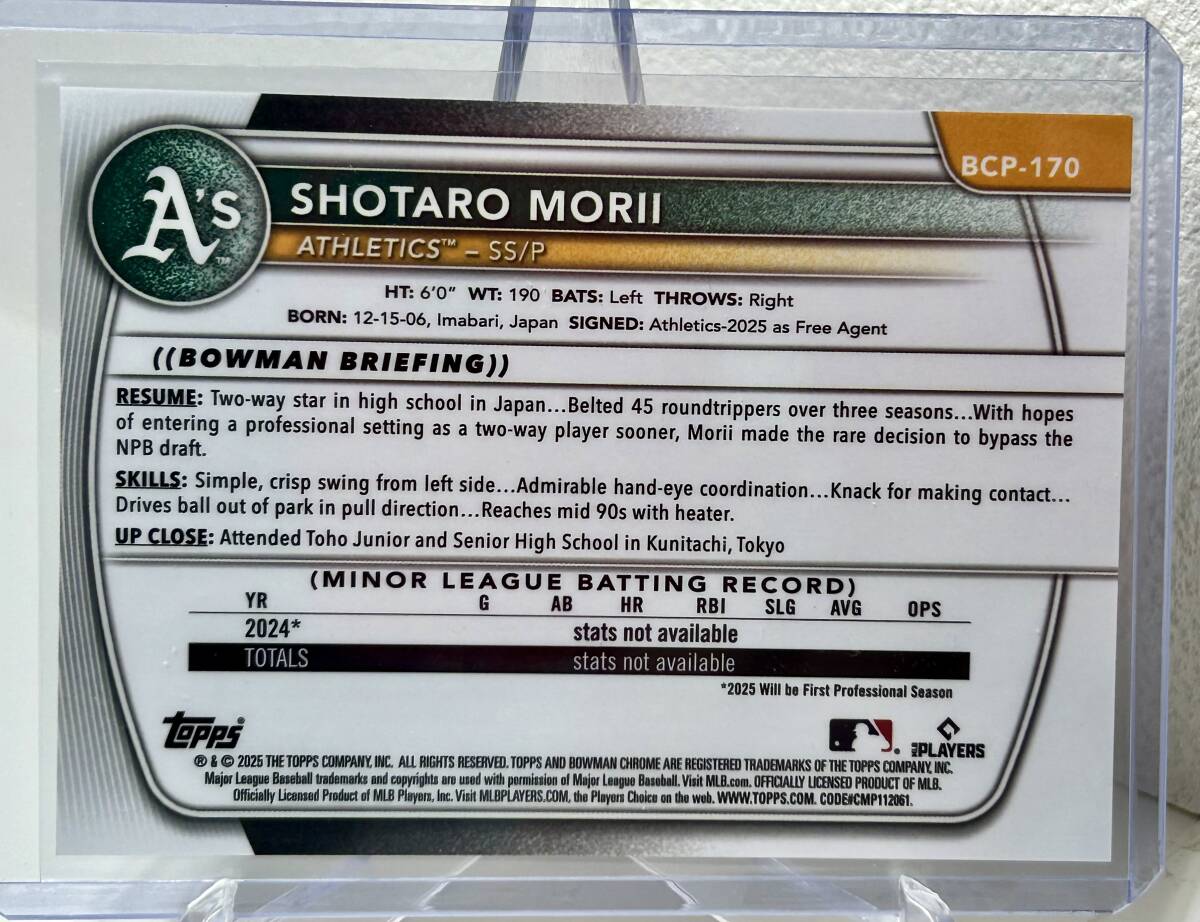 A's™
BCP-170
SHOTARO MORII
ATHLETICS™ – SS/P
HT: 6'0" WT: 190 BATS: Left THROWS: Right
BORN: 12-15-06, Imabari, Japan SIGNED: Athletics-2025 as Free Agent
((BOWMAN BRIEFING))
RESUME: Two-way star in high school in Japan...Belted 45 roundtrippers over three seasons...With hopes
of entering a professional setting as a two-way player sooner, Morii made the rare decision to bypass the
NPB draft.
SKILLS: Simple, crisp swing from left side...Admirable hand-eye coordination...Knack for making contact...
Drives ball out of park in pull direction...Reaches mid 90s with heater.
UP CLOSE: Attended Toho Junior and Senior High School in Kunitachi, Tokyo
(MINOR LEAGUE BATTING RECORD)
YR G AB HR RBI SLG AVG OPS
2024* stats not available
TOTALS stats not available
*2025 Will be First Professional Season
topps®
MLB PLAYERS
® & © 2025 THE TOPPS COMPANY, INC. ALL RIGHTS RESERVED. TOPPS AND BOWMAN CHROME ARE REGISTERED TRADEMARKS OF THE TOPPS COMPANY, INC.
Major League Baseball trademarks and copyrights are used with permission of Major League Baseball. Visit MLB.com. OFFICIALLY LICENSED PRODUCT OF MLB.
Officially Licensed Product of MLB Players, Inc. Visit MLBPLAYERS.COM, the Players Choice on the web. WWW.TOPPS.COM. CODE#CMP112061.